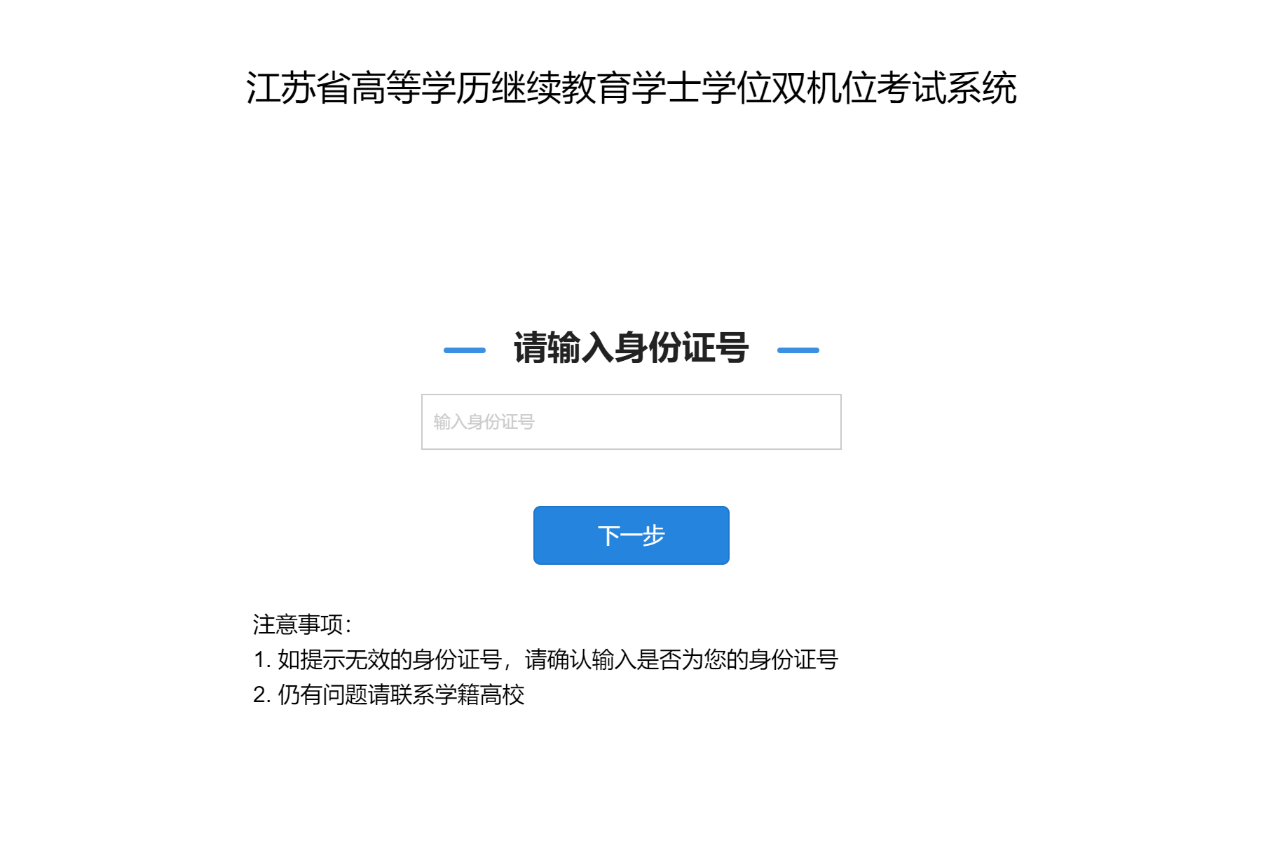 江苏省高等学历继续教育学士学位双机位考试系统
请输入身份证号
输入身份证号
下一步
注意事项：
1. 如提示无效的身份证号，请确认输入是否为您的身份证号
2. 仍有问题请联系学籍高校